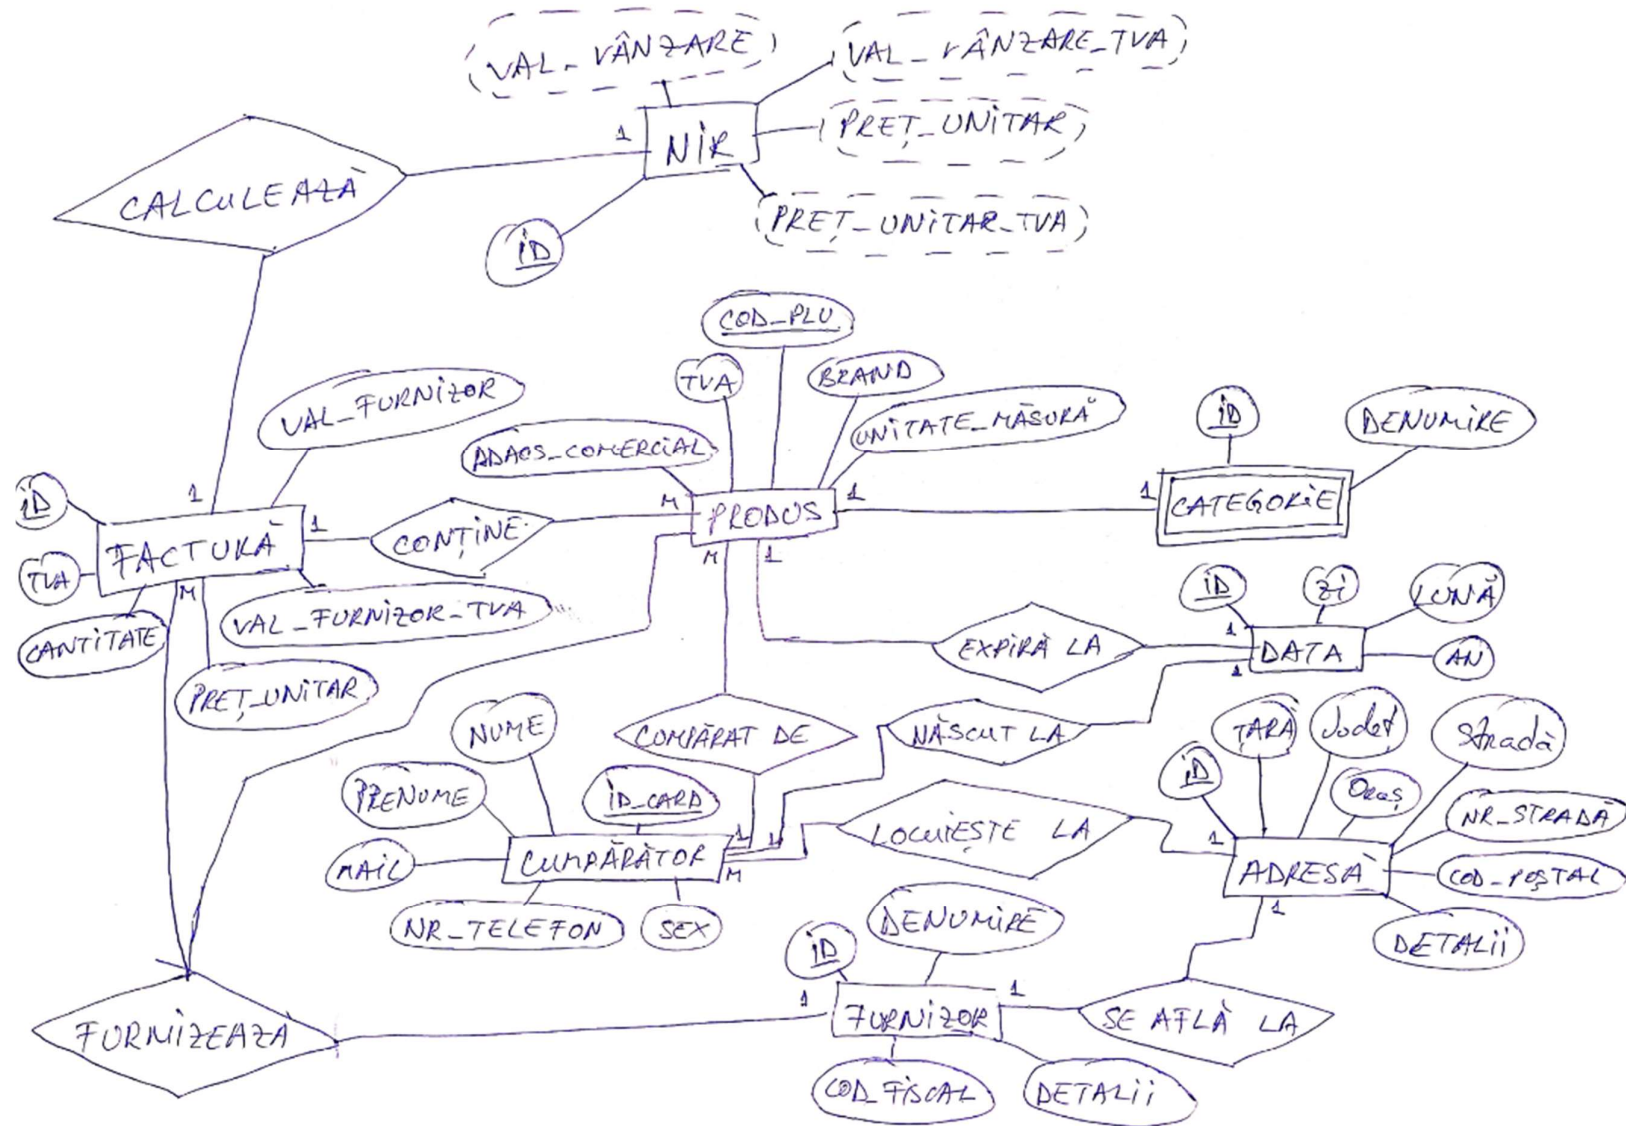 VAL_VÂNZARE
VAL_VÂNZARE_TVA
1
NIR
PREȚ_UNITAR
PREȚ_UNITAR_TVA
CALCULEAZĂ
ID
COD_PLU
TVA
BRAND
VAL_FURNIZOR
UNITATE_MĂSURĂ
ADAOS_COMERCIAL
ID
DENUMIRE
ID
1
M
PRODUS
1
1
CATEGORIE
FACTURĂ
1
CONȚINE
TVA
M
M
1
CANTITATE
VAL_FURNIZOR_TVA
PREȚ_UNITAR
ID
ZI
LUNĂ
1
DATA
1
AN
EXPIRĂ LA
COMPĂRAT DE
NĂSCUT LA
NUME
PRENUME
ID_CARD
MAIL
CUMPĂRĂTOR
1
1
M
NR_TELEFON
SEX
LOCUIEȘTE LA
ȚARĂ
Județ
Stradă
ID
Oraș
NR_STRADĂ
1
ADRESĂ
COD_POȘTAL
1
DETALII
DENUMIRE
ID
1
FURNIZOR
1
SE AFLĂ LA
FURNIZEAZĂ
COD_FISCAL
DETALII